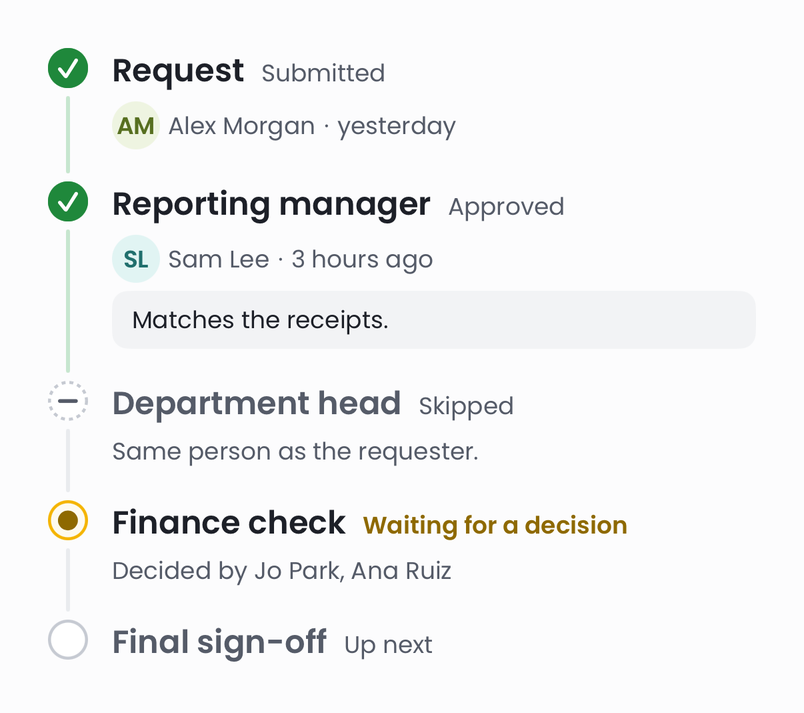 Request Submitted
AM Alex Morgan · yesterday
Reporting manager Approved
SL Sam Lee · 3 hours ago
Matches the receipts.
Department head Skipped
Same person as the requester.
Finance check Waiting for a decision
Decided by Jo Park, Ana Ruiz
Final sign-off Up next